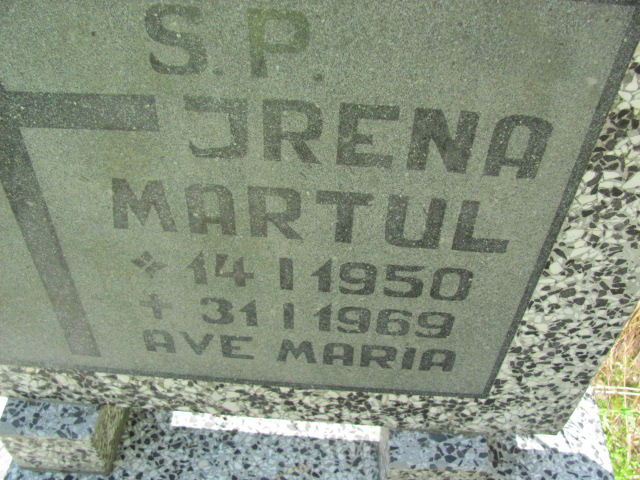 S.P.
JRENA
MARTUL
* 14 I 1950
+ 31 I 1969
AVE MARIA